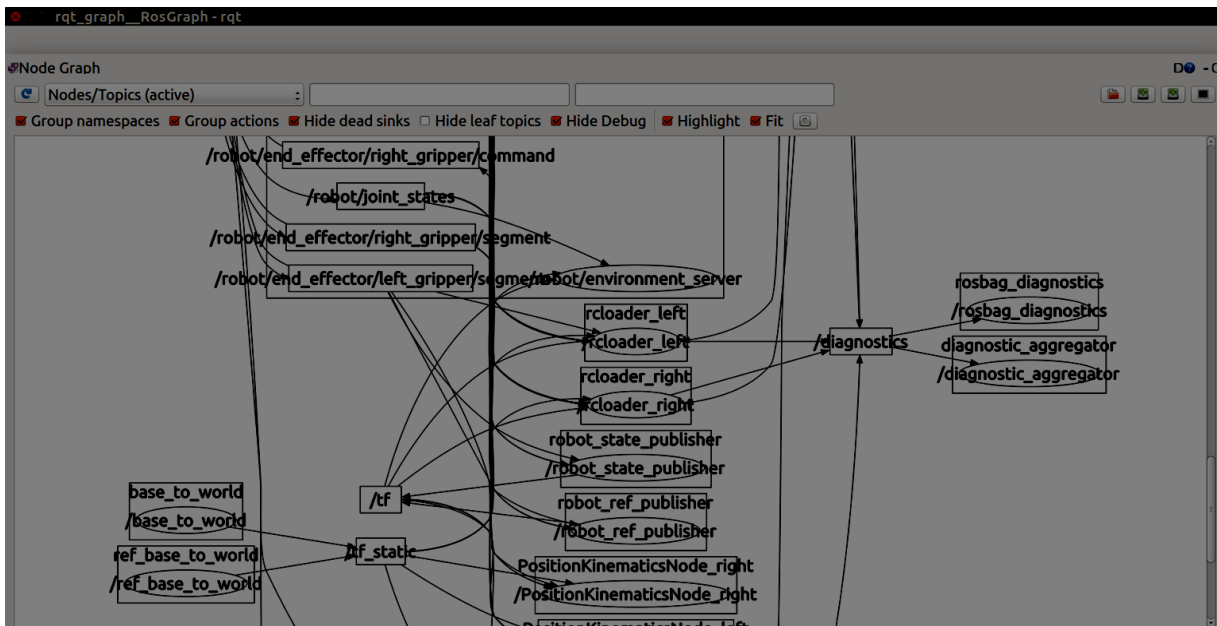 rqt_graph__RosGraph - rqt
Node Graph
Nodes/Topics (active)
Group namespaces Group actions Hide dead sinks Hide leaf topics Hide Debug Highlight Fit
/robot/end_effector/right_gripper/command
/robot/joint_states
/robot/end_effector/right_gripper/segment
/robot/end_effector/left_gripper/segment
/robot/environment_server
rcloader_left
/rcloader_left
rcloader_right
/rcloader_right
/diagnostics
rosbag_diagnostics
/rosbag_diagnostics
diagnostic_aggregator
/diagnostic_aggregator
robot_state_publisher
/robot_state_publisher
robot_ref_publisher
/robot_ref_publisher
/tf
base_to_world
/base_to_world
/tf_static
ref_base_to_world
/ref_base_to_world
PositionKinematicsNode_right
/PositionKinematicsNode_right
PositionKinematicsNode_left